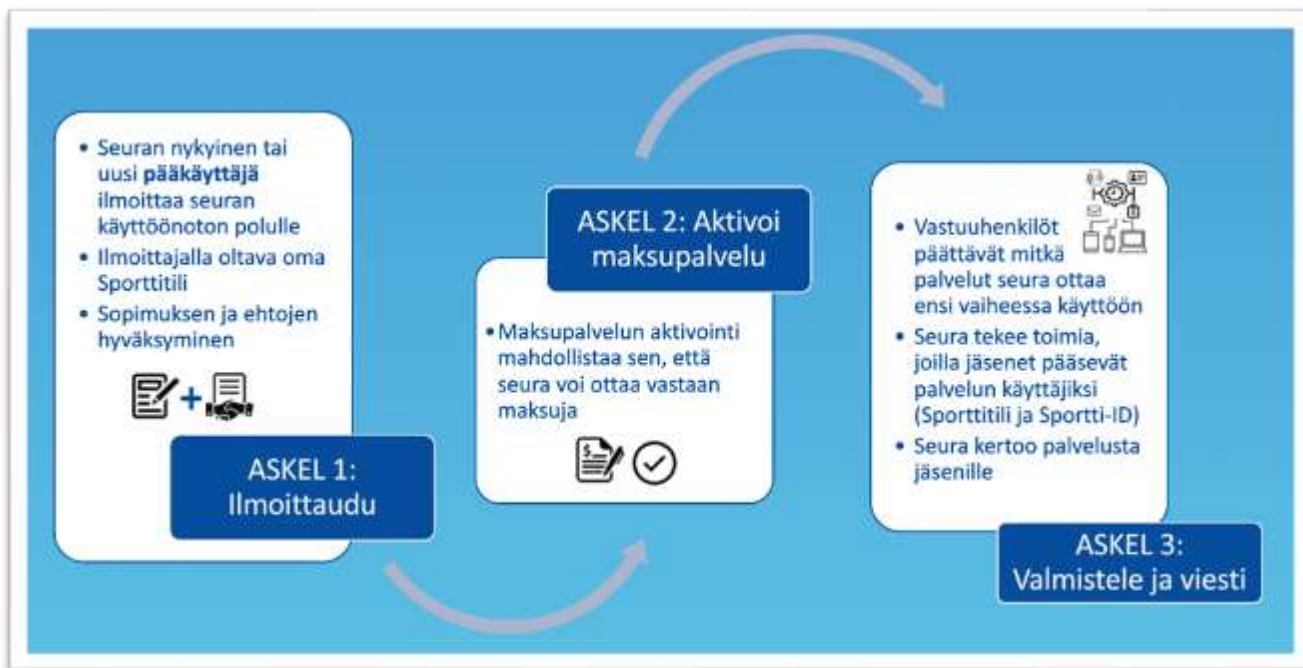 • Seuran nykyinen tai
uusi pääkäyttäjä
ilmoittaa seuran
käyttöönoton polulle
• Ilmoittajalla oltava oma
Sporttitili
• Sopimuksen ja ehtojen
hyväksyminen
ASKEL 1:
Ilmoittaudu
ASKEL 2: Aktivoi
maksupalvelu
• Maksupalvelun aktivointi
mahdollistaa sen, että
seura voi ottaa vastaan
maksuja
• Vastuuhenkilöt
päättävät mitkä
palvelut seura ottaa
ensi vaiheessa käyttöön
• Seura tekee toimia,
joilla jäsenet pääsevät
palvelun käyttäjiksi
(Sporttitili ja Sportti-ID)
• Seura kertoo palvelusta
jäsenille
ASKEL 3:
Valmistele ja viesti